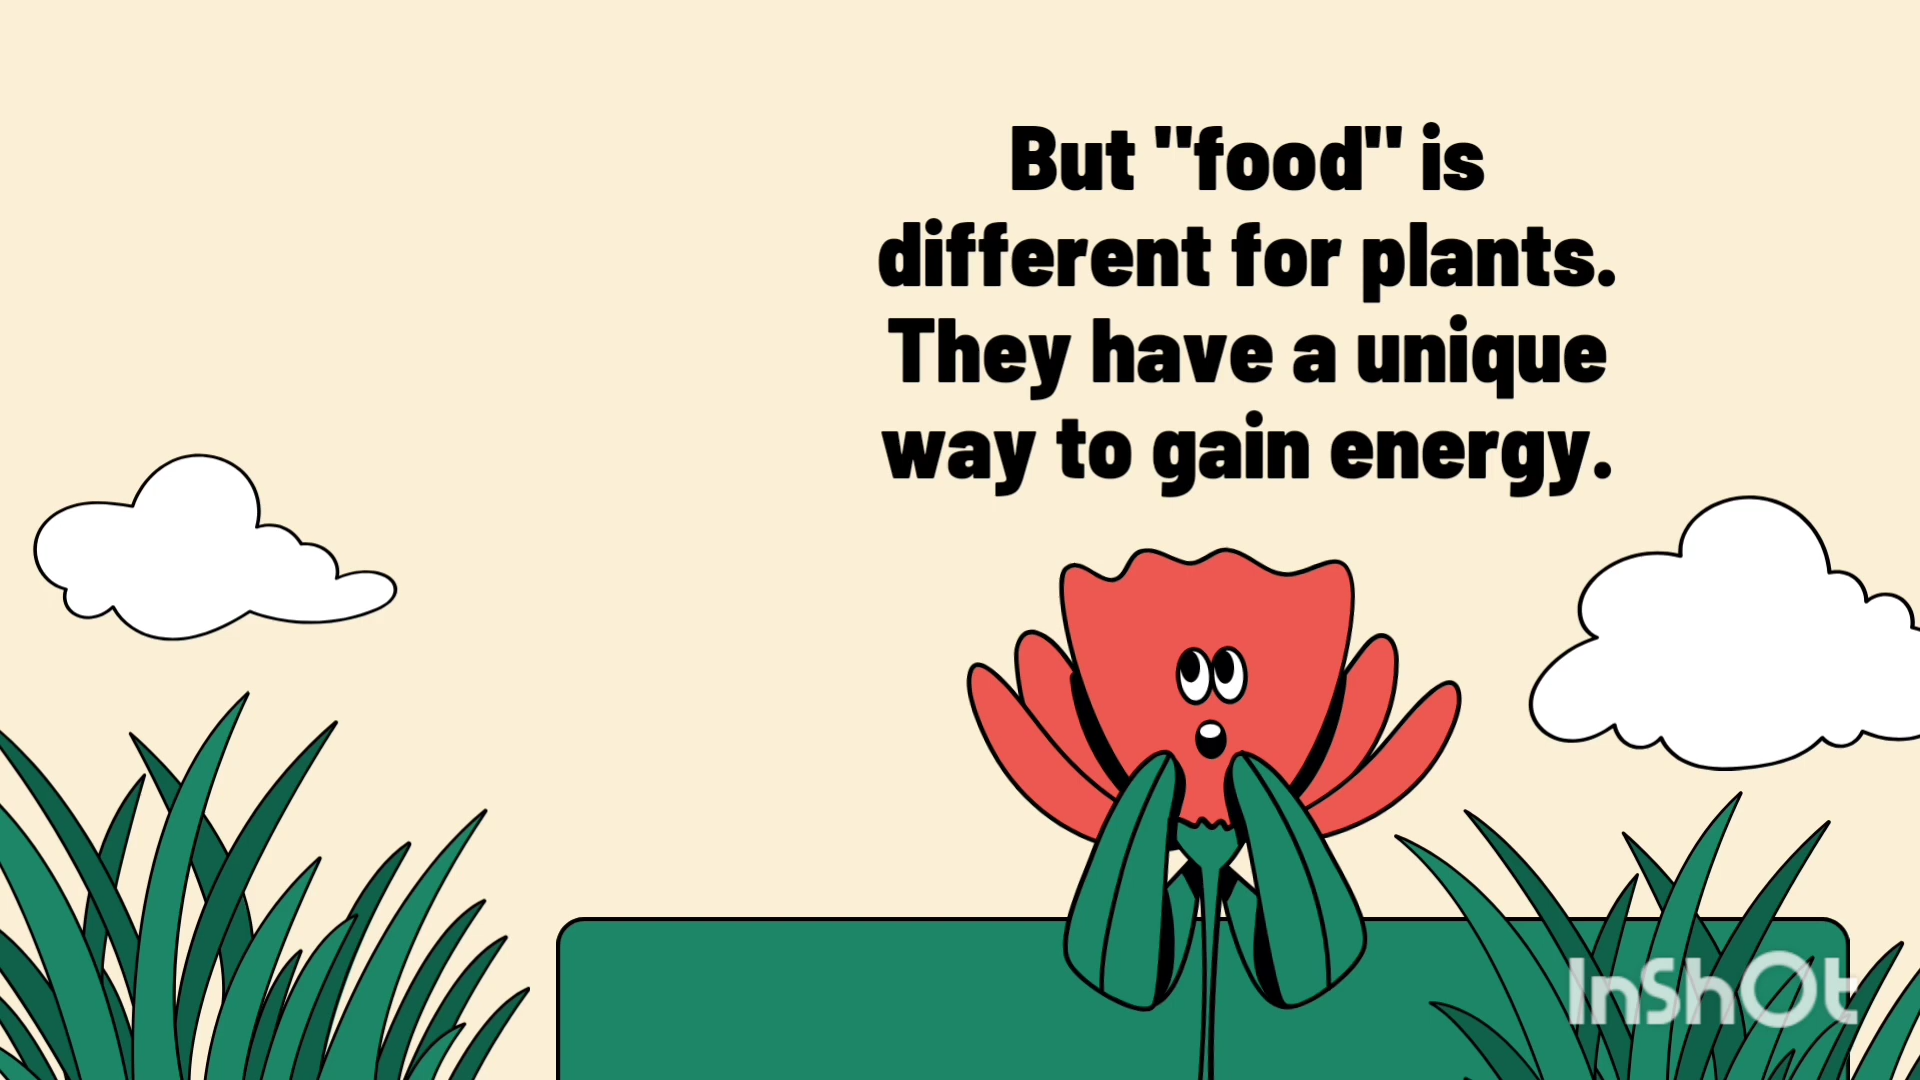 But "food" is
different for plants.
They have a unique
way to gain energy.
InShOt